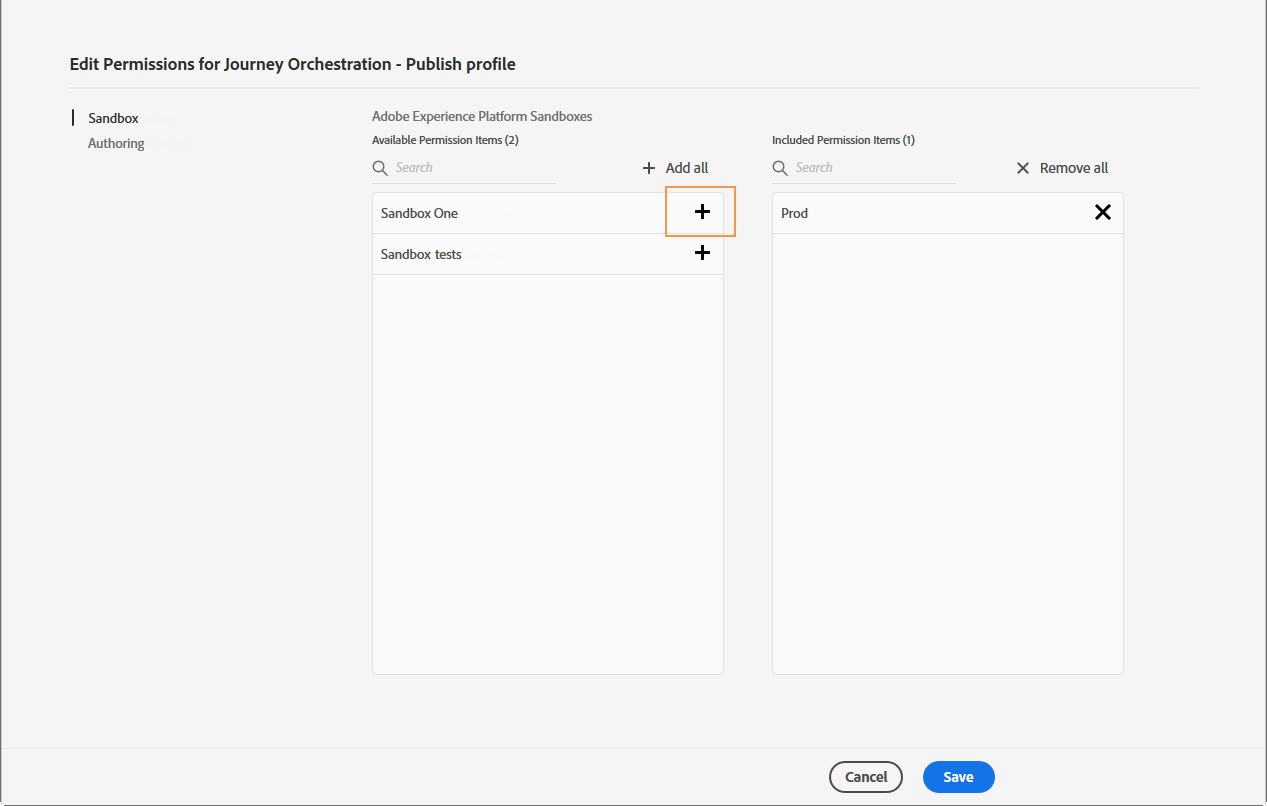 Edit Permissions for Journey Orchestration - Publish profile
Sandbox
Authoring
Adobe Experience Platform Sandboxes
Available Permission Items (2)
Search
Add all
Sandbox One
Sandbox tests
Included Permission Items (1)
Search
Remove all
Prod
Cancel
Save